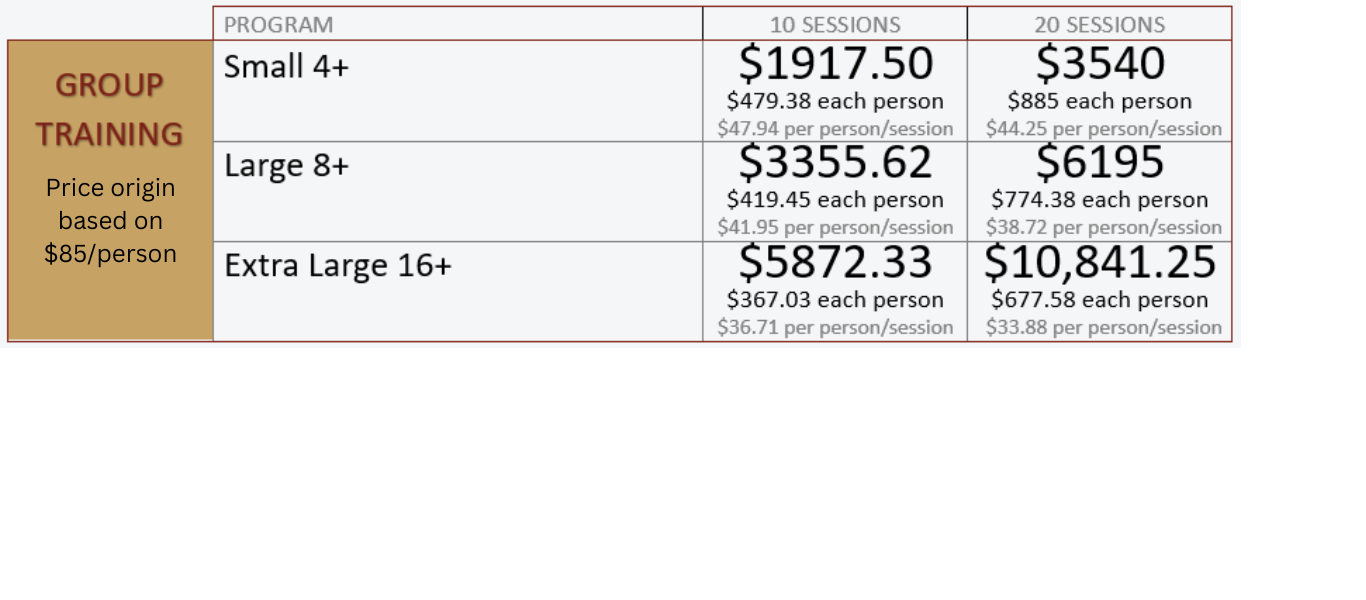 PROGRAM 10 SESSIONS 20 SESSIONS
GROUP
TRAINING
Price origin
based on
$85/person
Small 4+ $1917.50 $3540
$479.38 each person $885 each person
$47.94 per person/session $44.25 per person/session
Large 8+ $3355.62 $6195
$419.45 each person $774.38 each person
$41.95 per person/session $38.72 per person/session
Extra Large 16+ $5872.33 $10,841.25
$367.03 each person $677.58 each person
$36.71 per person/session $33.88 per person/session